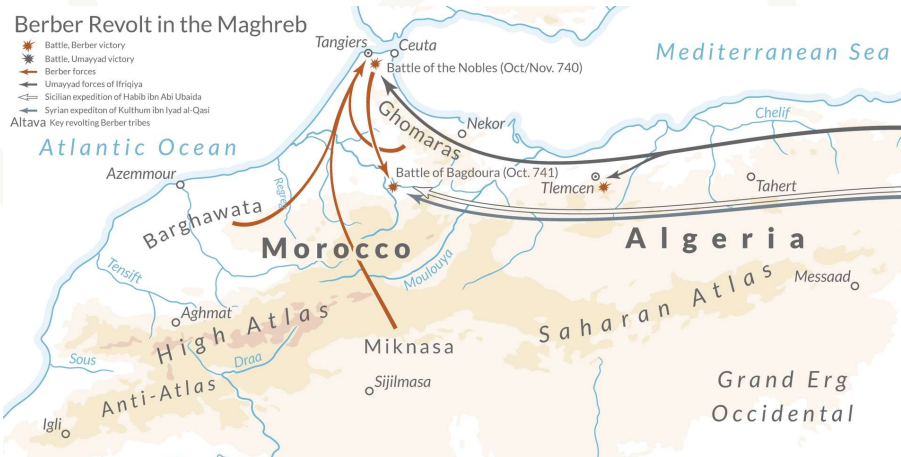 Berber Revolt in the Maghreb
Battle, Berber victory
Battle, Umayyad victory
Berber forces
Umayyad forces of Ifriqiya
Sicilian expedition of Habib ibn Abi Ubaida
Syrian expediton of Kulthum ibn Iyad al-Qasi
Altava Key revolting Berber tribes
Tangiers
Ceuta
Battle of the Nobles (Oct/Nov. 740)
Mediterranean Sea
Atlantic Ocean
Ghomaras
Nekor
Chelif
Battle of Bagdoura (Oct. 741)
Azemmour
Regreg
Tlemcen
Tahert
Barghawata
Morocco
Algeria
Tensift
Moulouya
Messaad
Aghmat
High Atlas
Saharan Atlas
Miknasa
Sous
Draa
Anti-Atlas
Sijilmasa
Grand Erg
Occidental
Igli